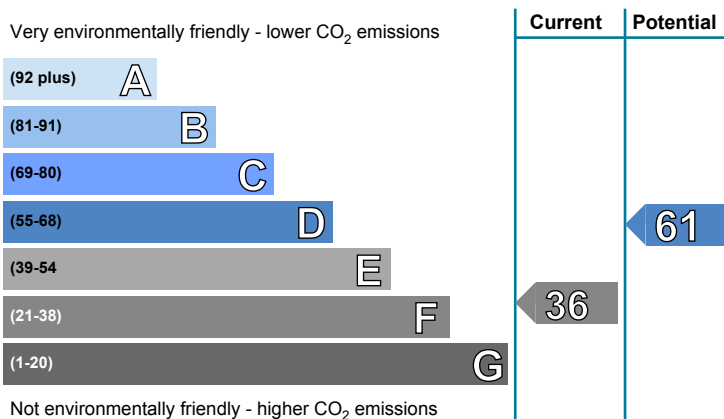 Current Potential
Very environmentally friendly - lower CO2 emissions
(92 plus) A
(81-91) B
(69-80) C
(55-68) D
61
(39-54 E
(21-38) F
36
(1-20) G
Not environmentally friendly - higher CO2 emissions